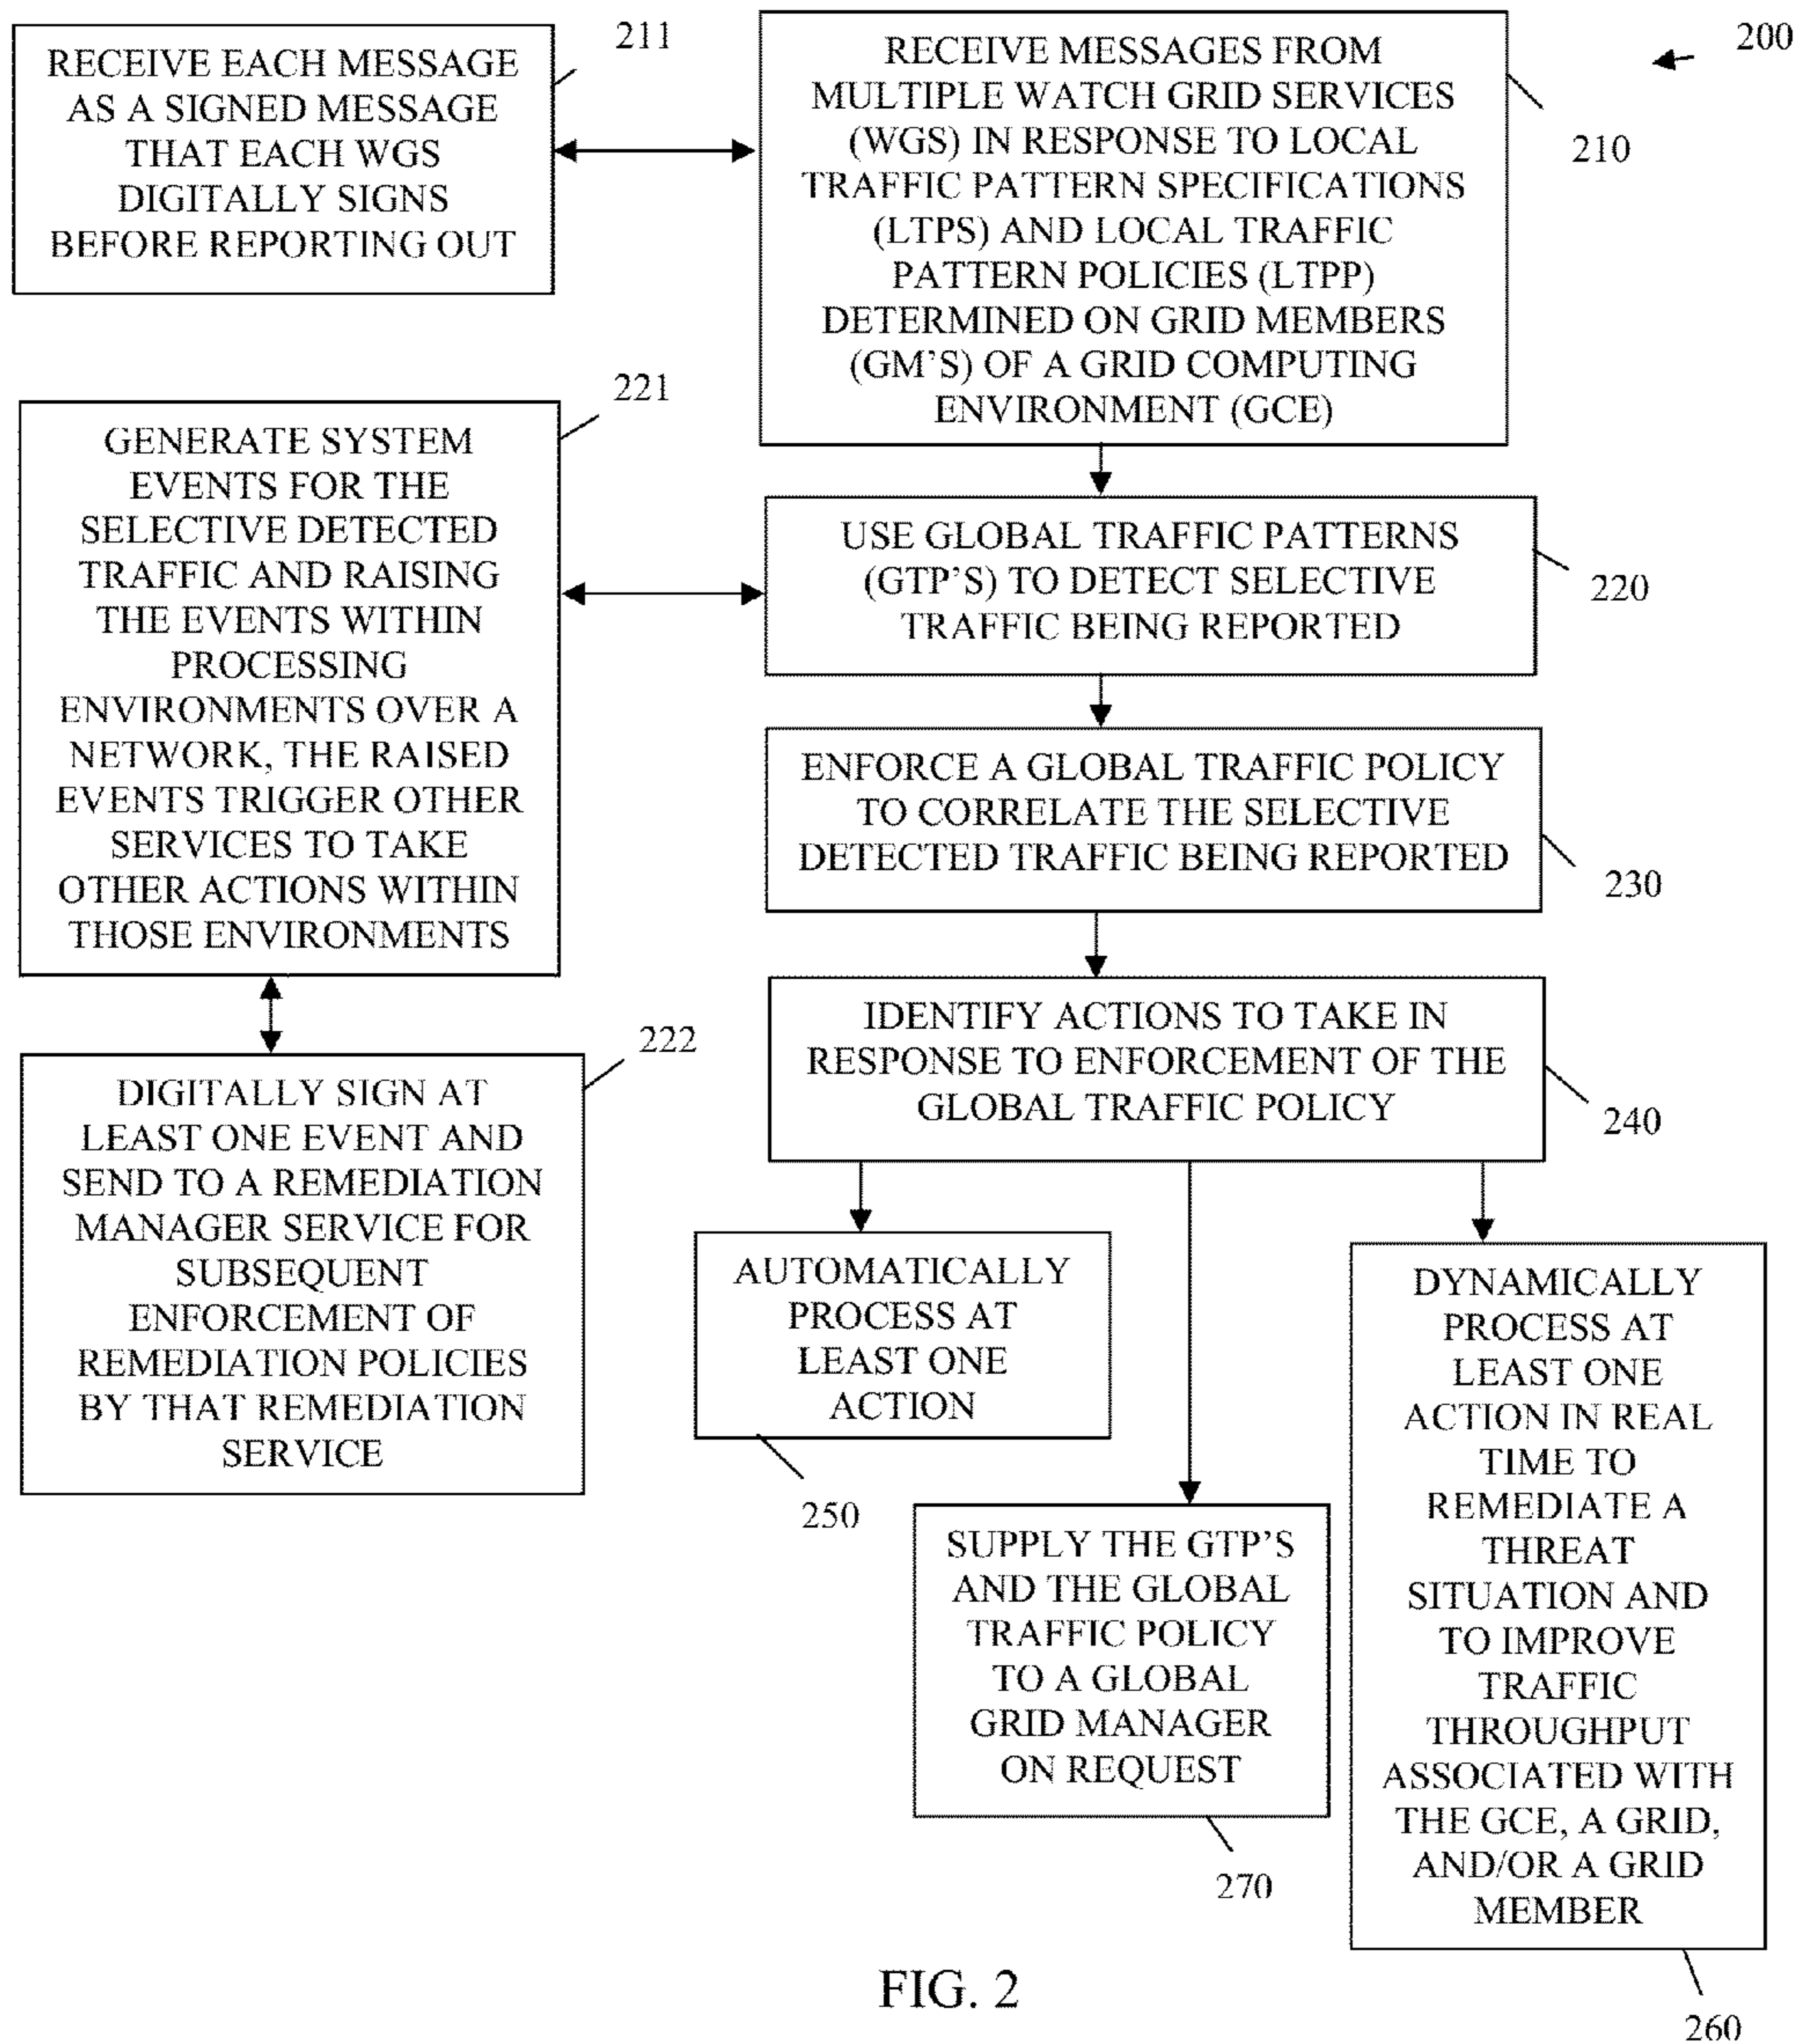 200
RECEIVE EACH MESSAGE
AS A SIGNED MESSAGE
THAT EACH WGS
DIGITALLY SIGNS
BEFORE REPORTING OUT
211
RECEIVE MESSAGES FROM
MULTIPLE WATCH GRID SERVICES
(WGS) IN RESPONSE TO LOCAL
TRAFFIC PATTERN SPECIFICATIONS
(LTPS) AND LOCAL TRAFFIC
PATTERN POLICIES (LTPP)
DETERMINED ON GRID MEMBERS
(GM'S) OF A GRID COMPUTING
ENVIRONMENT (GCE)
210
GENERATE SYSTEM
EVENTS FOR THE
SELECTIVE DETECTED
TRAFFIC AND RAISING
THE EVENTS WITHIN
PROCESSING
ENVIRONMENTS OVER A
NETWORK, THE RAISED
EVENTS TRIGGER OTHER
SERVICES TO TAKE
OTHER ACTIONS WITHIN
THOSE ENVIRONMENTS
221
USE GLOBAL TRAFFIC PATTERNS
(GTP'S) TO DETECT SELECTIVE
TRAFFIC BEING REPORTED
220
ENFORCE A GLOBAL TRAFFIC POLICY
TO CORRELATE THE SELECTIVE
DETECTED TRAFFIC BEING REPORTED
230
IDENTIFY ACTIONS TO TAKE IN
RESPONSE TO ENFORCEMENT OF THE
GLOBAL TRAFFIC POLICY
240
DIGITALLY SIGN AT
LEAST ONE EVENT AND
SEND TO A REMEDIATION
MANAGER SERVICE FOR
SUBSEQUENT
ENFORCEMENT OF
REMEDIATION POLICIES
BY THAT REMEDIATION
SERVICE
222
AUTOMATICALLY
PROCESS AT
LEAST ONE
ACTION
250
SUPPLY THE GTP'S
AND THE GLOBAL
TRAFFIC POLICY
TO A GLOBAL
GRID MANAGER
ON REQUEST
270
DYNAMICALLY
PROCESS AT
LEAST ONE
ACTION IN REAL
TIME TO
REMEDIATE A
THREAT
SITUATION AND
TO IMPROVE
TRAFFIC
THROUGHPUT
ASSOCIATED WITH
THE GCE, A GRID,
AND/OR A GRID
MEMBER
260
FIG. 2